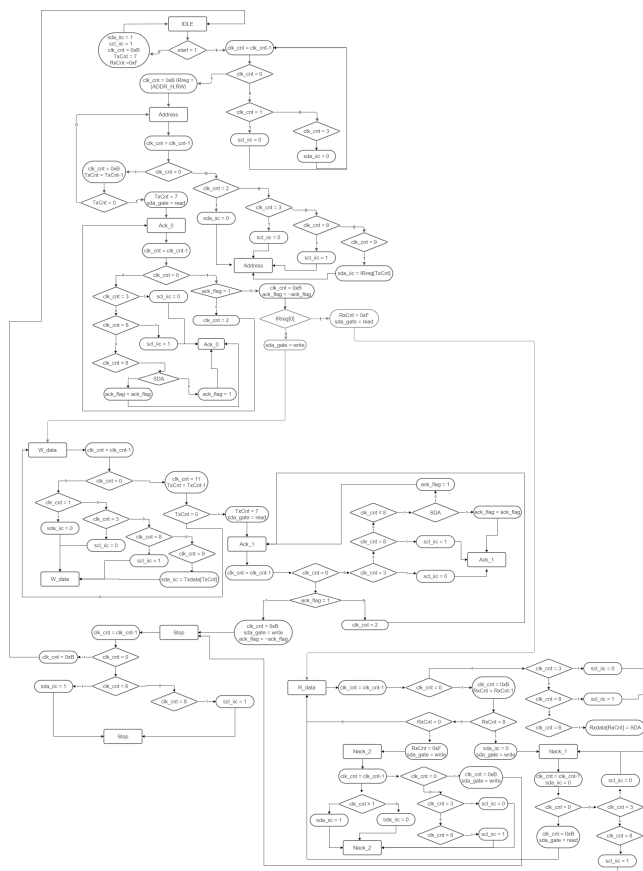 IDLE
sda_iic = 1
scl_iic = 1
clk_cnt = 0xB
TxCnt = 7
RxCnt =0xF
start = 1
clk_cnt = clk_cnt-1
clk_cnt = 0
clk_cnt = 0xB IRreg =
{ADDR_H,RW}
clk_cnt = 1
clk_cnt = 3
scl_iic = 0
sda_iic = 0
Address
clk_cnt = clk_cnt-1
clk_cnt = 0
clk_cnt = 0xB
TxCnt = TxCnt-1
TxCnt = 0
TxCnt = 7
sda_gate = read
clk_cnt = 2
clk_cnt = 3
clk_cnt = 8
clk_cnt = 9
sda_iic = 0
scl_iic = 0
scl_iic = 1
sda_iic = IRreg[TxCnt]
Address
Ack_0
clk_cnt = clk_cnt-1
clk_cnt = 0
clk_cnt = 3
scl_iic = 0
ack_flag = 1
clk_cnt = 0xB
ack_flag = ~ack_flag
clk_cnt = 8
clk_cnt = 2
IRreg[0]
RxCnt = 0xF
sda_gate = read
scl_iic = 1
Ack_0
sda_gate = write
clk_cnt < 8
SDA
ack_flag = ack_flag
ack_flag = 1
W_data
clk_cnt = clk_cnt-1
clk_cnt = 0
clk_cnt = 11
TxCnt = TxCnt-1
clk_cnt = 1
TxCnt = 0
TxCnt = 7
sda_gate = read
sda_iic = 0
clk_cnt = 3
scl_iic = 0
clk_cnt = 8
scl_iic = 1
clk_cnt = 9
W_data
sda_iic = Txdata[TxCnt]
ack_flag = 1
clk_cnt < 8
SDA
ack_flag = ack_flag
Ack_1
clk_cnt = 8
scl_iic = 1
Ack_1
clk_cnt = clk_cnt-1
clk_cnt = 0
clk_cnt = 3
scl_iic = 0
ack_flag = 1
clk_cnt = 2
clk_cnt = 0xB
sda_gate = write
ack_flag = ~ack_flag
Stop
clk_cnt = clk_cnt-1
clk_cnt = 0xB
clk_cnt = 0
sda_iic = 1
clk_cnt = 6
clk_cnt = 8
scl_iic = 1
Stop
R_data
clk_cnt = clk_cnt-1
clk_cnt = 0
clk_cnt = 0xB
RxCnt = RxCnt-1
clk_cnt = 3
scl_iic = 0
clk_cnt = 8
scl_iic = 1
clk_cnt = 6
Rxdata[RxCnt] = SDA
RxCnt = 0
RxCnt = 8
Nack_2
RxCnt = 0xF
sda_gate = write
sda_iic = 0
sda_gate = write
Nack_1
clk_cnt = clk_cnt-1
clk_cnt = 0
clk_cnt = 0xB
sda_gate = write
sda_iic = 1
sda_iic = 0
clk_cnt = 3
scl_iic = 0
clk_cnt = 8
scl_iic = 1
Nack_2
clk_cnt = clk_cnt-1
sda_iic = 0
clk_cnt = 0
clk_cnt = 3
scl_iic = 0
clk_cnt = 0xB
sda_gate = read
clk_cnt = 8
scl_iic = 1